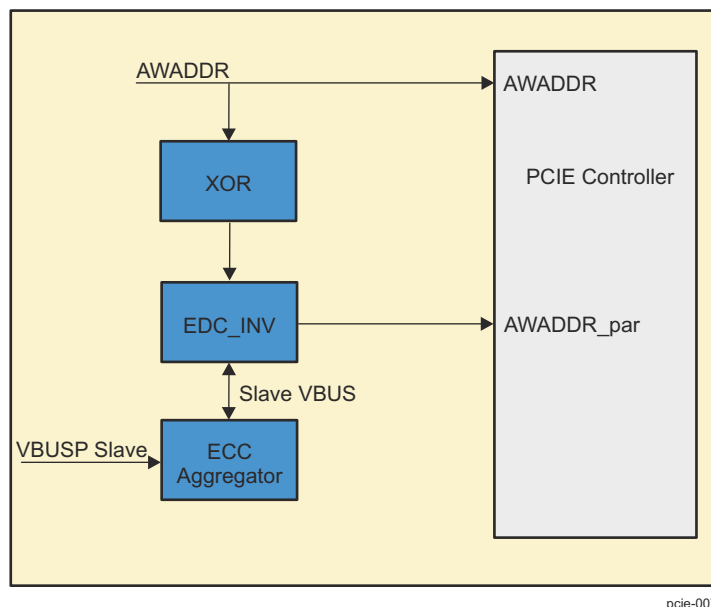 AWADDR
AWADDR
XOR
PCIE Controller
EDC_INV
AWADDR_par
Slave VBUS
VBUSP Slave
ECC
Aggregator